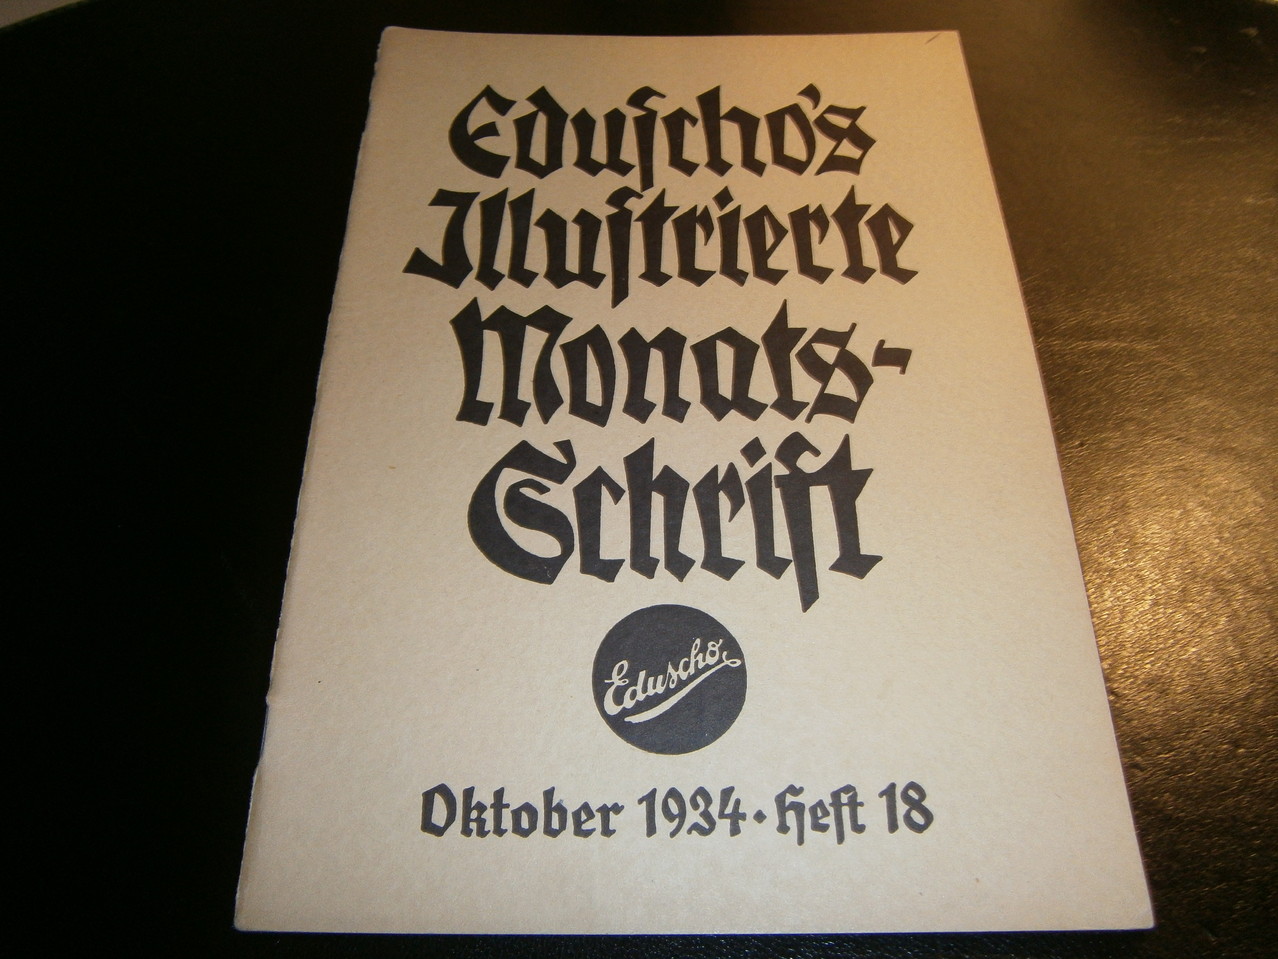 Eduſcho's
Illuſtrierte
Monats-
Schrift
Eduscho
Oktober 1934 · Heft 18